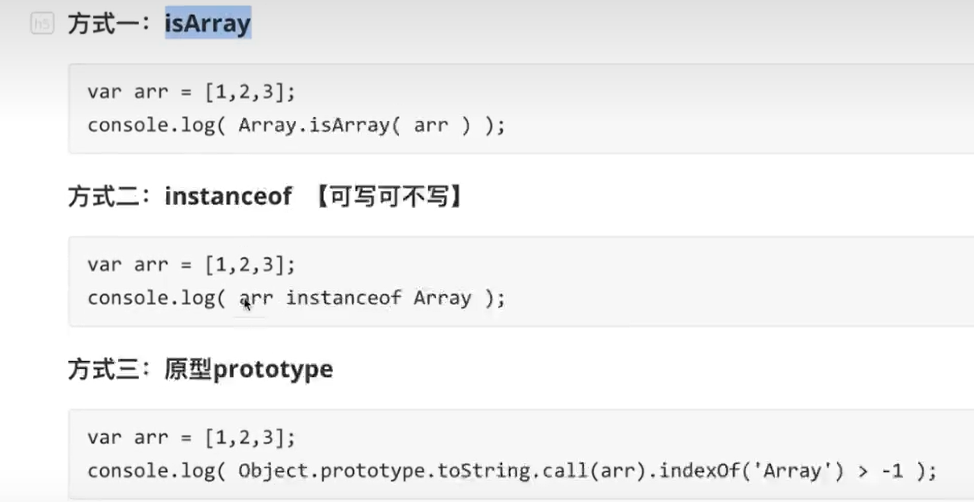 h5
方式一：isArray
var arr = [1,2,3];
console.log( Array.isArray( arr ) );
方式二：instanceof 【可写可不写】
var arr = [1,2,3];
console.log( arr instanceof Array );
方式三：原型prototype
var arr = [1,2,3];
console.log( Object.prototype.toString.call(arr).indexOf('Array') > -1 );